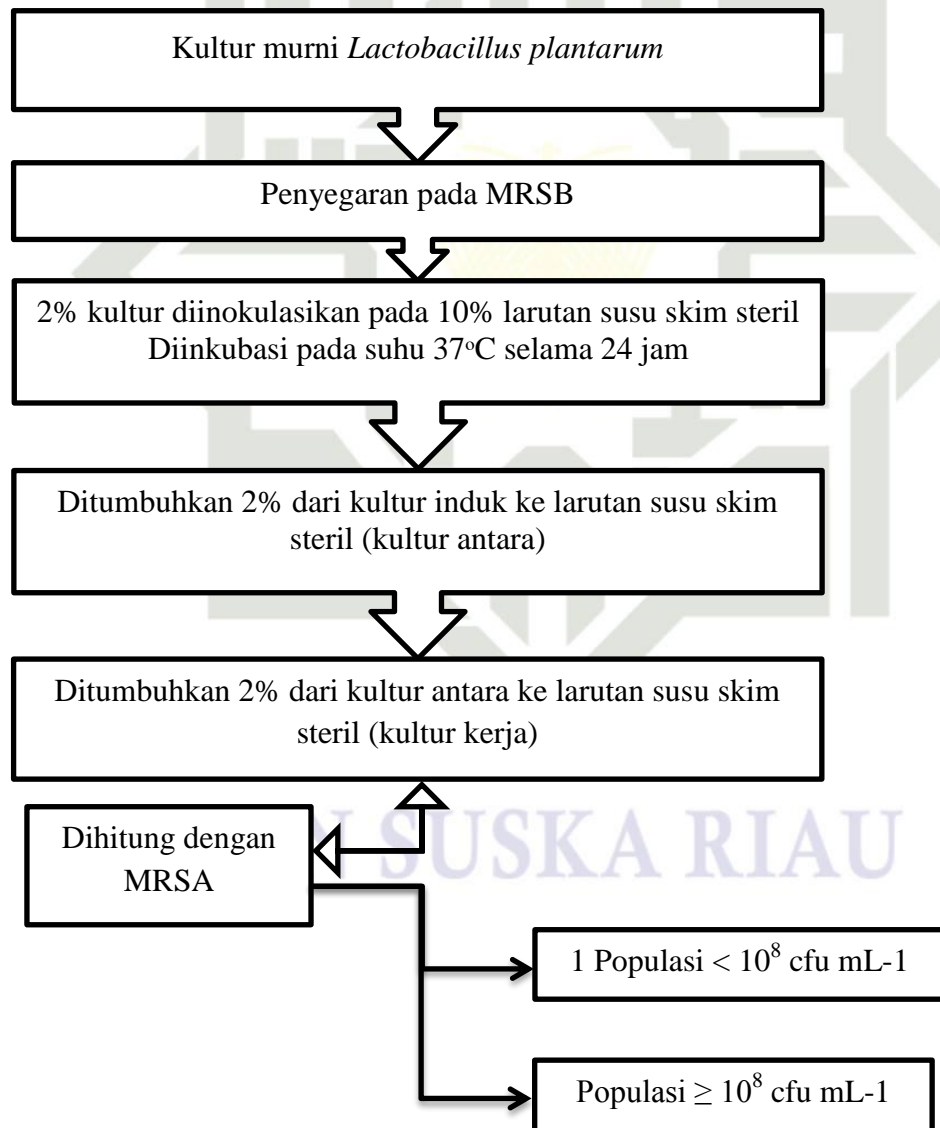 Kultur murni Lactobacillus plantarum
Penyegaran pada MRSB
2% kultur diinokulasikan pada 10% larutan susu skim steril
Diinkubasi pada suhu 37°C selama 24 jam
Ditumbuhkan 2% dari kultur induk ke larutan susu skim
steril (kultur antara)
Ditumbuhkan 2% dari kultur antara ke larutan susu skim
steril (kultur kerja)
N SUSKA RIAU
Dihitung dengan
MRSA
1 Populasi < 10⁸ cfu mL-1
Populasi ≥ 10⁸ cfu mL-1